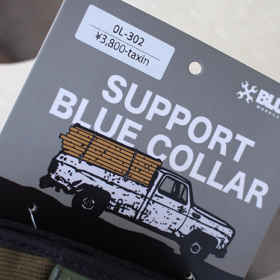 OL-302
¥3,800-taxin
SUPPORT
BLUE COLLAR